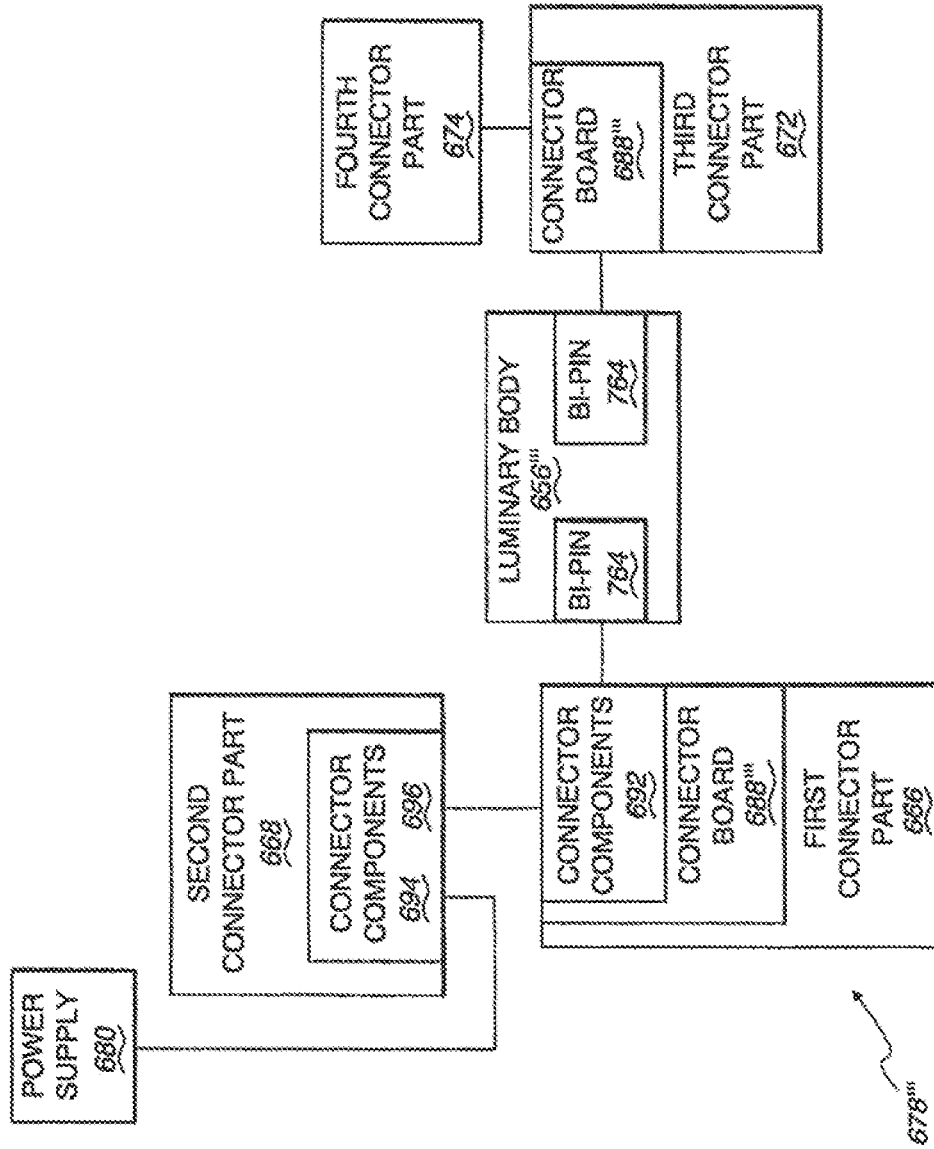 POWER
SUPPLY
680
SECOND
CONNECTOR PART
668
CONNECTOR
COMPONENTS
694 696
CONNECTOR
COMPONENTS
692
CONNECTOR
BOARD
688'''
FIRST
CONNECTOR
PART
666
LUMINARY BODY
656'''
BI-PIN
764
BI-PIN
764
FOURTH
CONNECTOR
PART
674
CONNECTOR
BOARD
688'''
THIRD
CONNECTOR
PART
672
678'''